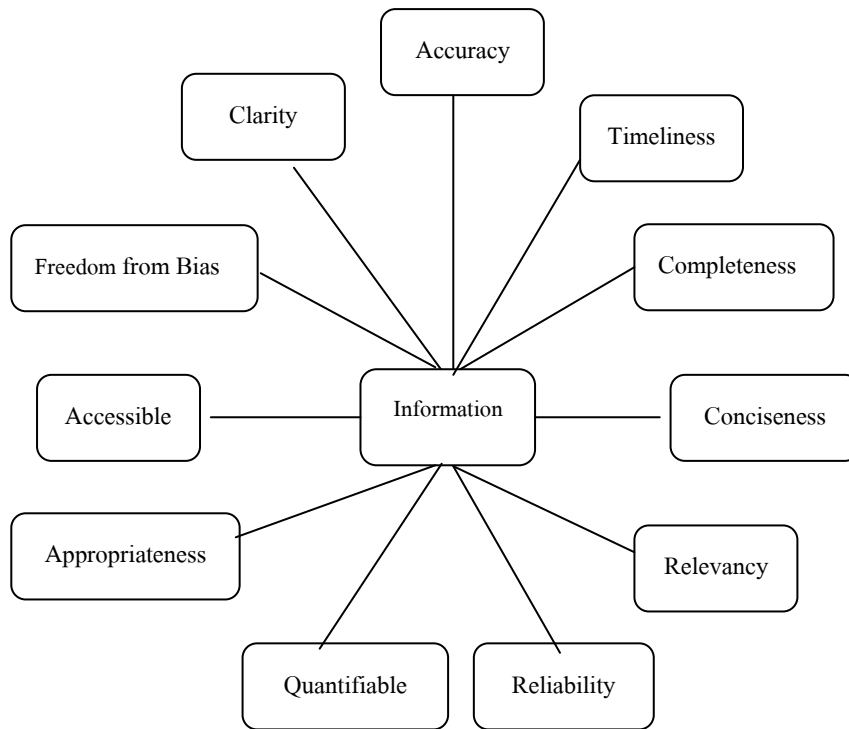 Accuracy
Clarity
Timeliness
Freedom from Bias
Completeness
Accessible
Information
Conciseness
Appropriateness
Relevancy
Quantifiable
Reliability